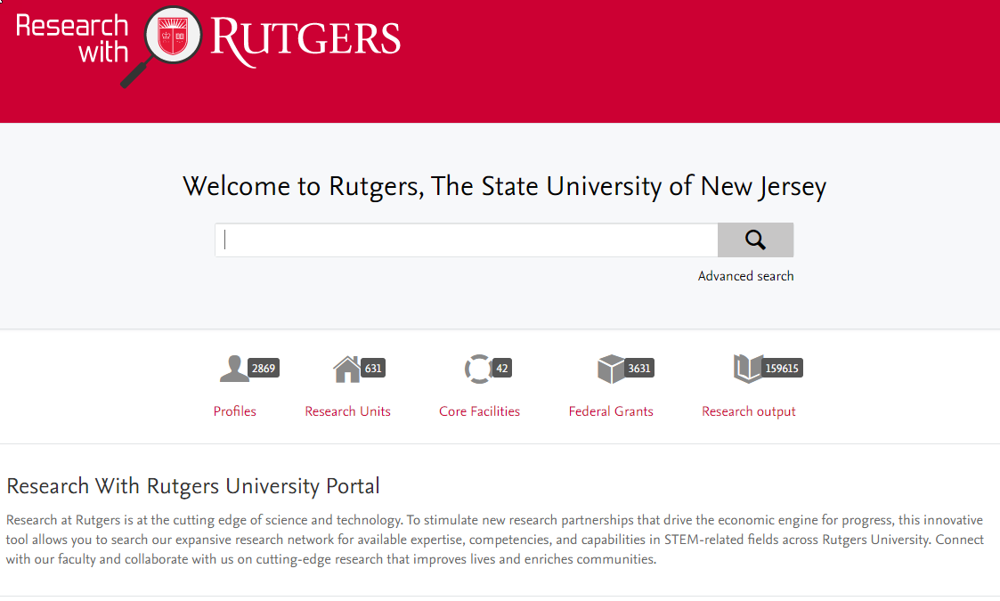 Research
with
RUTGERS
Welcome to Rutgers, The State University of New Jersey
Advanced search
2869
631
42
3631
159615
Profiles
Research Units
Core Facilities
Federal Grants
Research output
Research With Rutgers University Portal
Research at Rutgers is at the cutting edge of science and technology. To stimulate new research partnerships that drive the economic engine for progress, this innovative
tool allows you to search our expansive research network for available expertise, competencies, and capabilities in STEM-related fields across Rutgers University. Connect
with our faculty and collaborate with us on cutting-edge research that improves lives and enriches communities.